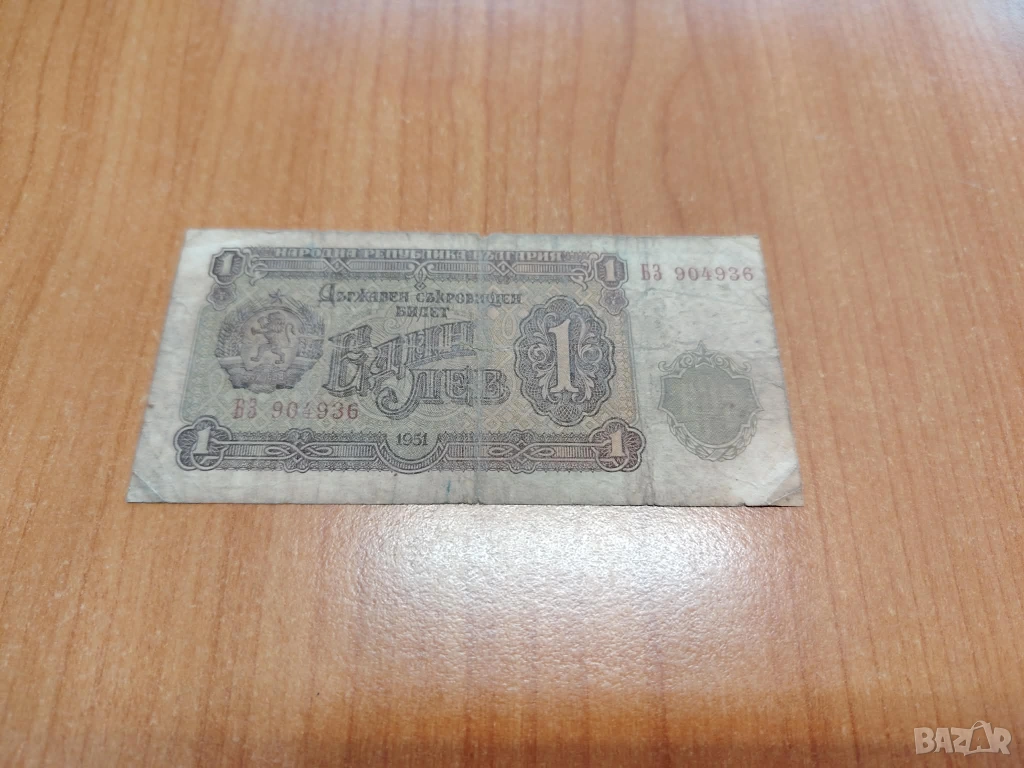 НАРОДНА РЕПУБЛИКА БЪЛГАРИЯ
1 1
БЗ 904936
Държавен съкровищен
билет
Един
Лев
1
БЗ 904936
1 1951 1
BAZAR